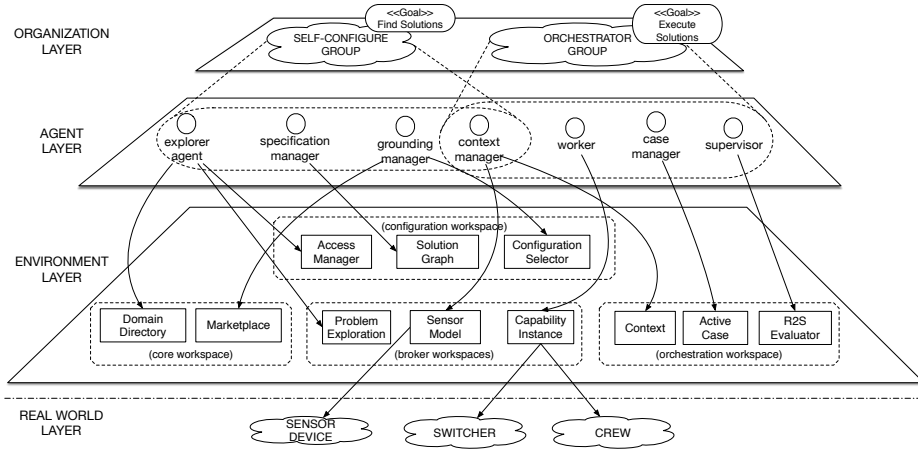 <<Goal>>
Find Solutions
<<Goal>>
Execute
Solutions
ORGANIZATION
LAYER
SELF-CONFIGURE
GROUP
ORCHESTRATOR
GROUP
AGENT
LAYER
explorer
agent
specification
manager
grounding
manager
context
manager
worker
case
manager
supervisor
ENVIRONMENT
LAYER
(configuration workspace)
Access
Manager
Solution
Graph
Configuration
Selector
Domain
Directory
Marketplace
(core workspace)
Problem
Exploration
Sensor
Model
Capability
Instance
(broker workspaces)
Context
Active
Case
R2S
Evaluator
(orchestration workspace)
REAL WORLD
LAYER
SENSOR
DEVICE
SWITCHER
CREW